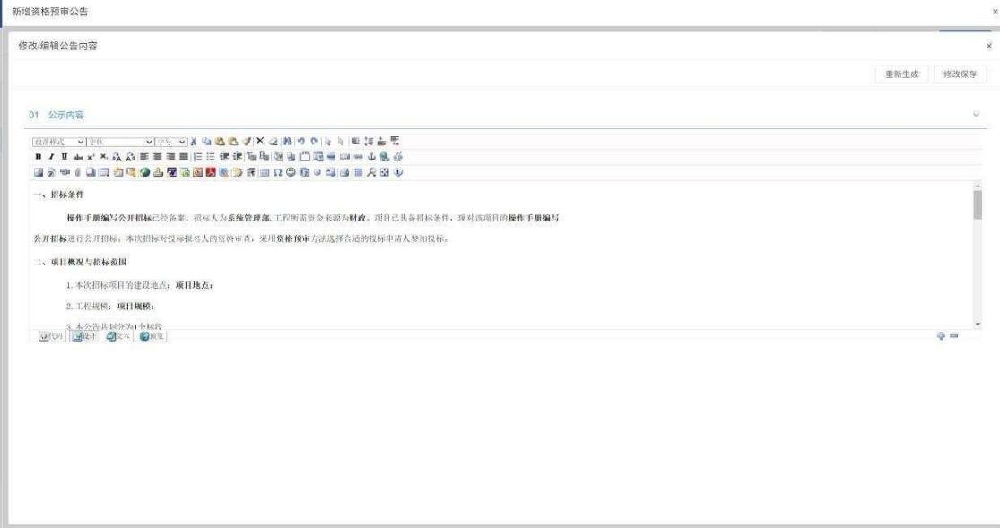 新增资格预审公告
修改/编辑公告内容
重新生成 修改保存
01 公示内容
段落样式 字体 字号
一、招标条件
操作手册编写公开招标已经备案。招标人为系统管理部,工程所需资金来源为财政。项目已具备招标条件，现对该项目的操作手册编写
公开招标进行公开招标。本次招标对投标报名人的资格审查，采用资格预审方法选择合适的投标申请人参加投标。
二、项目概况与招标范围
1.本次招标项目的建设地点：项目地点：
2.工程规模：项目规模：
3.本公告共划分为1个标段
代码 设计 文本 预览